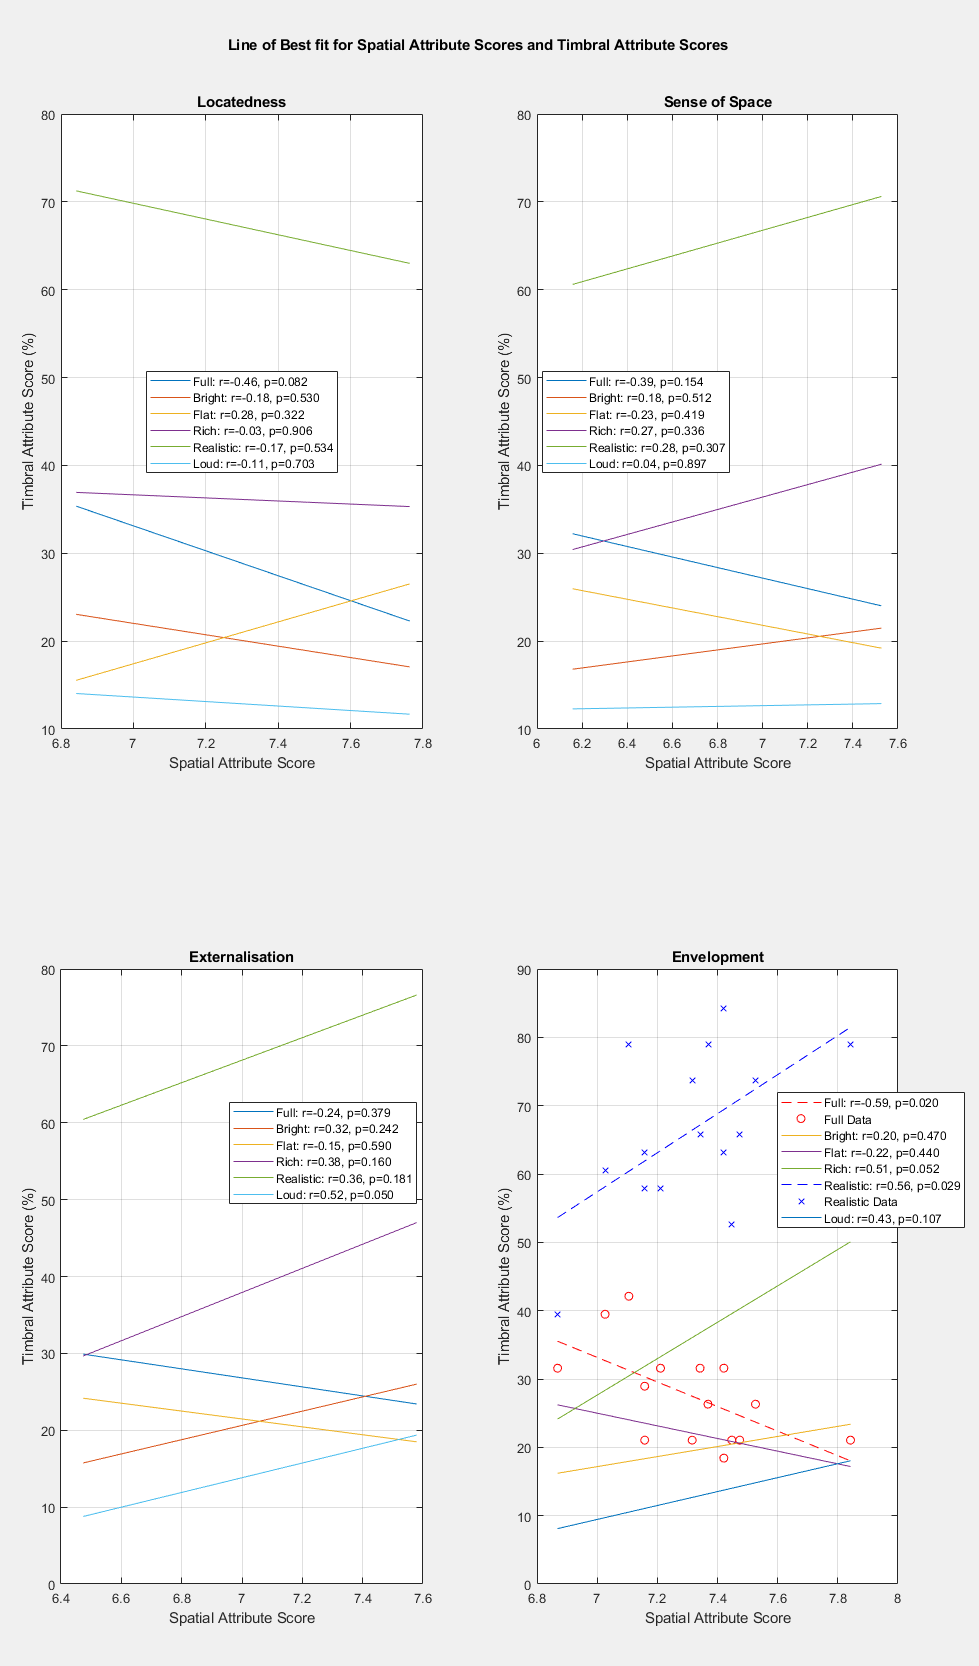 Line of Best fit for Spatial Attribute Scores and Timbral Attribute Scores
Locatedness
80
70
60
50
40
30
20
10
Timbral Attribute Score (%)
Full: r=-0.46, p=0.082
Bright: r=-0.18, p=0.530
Flat: r=0.28, p=0.322
Rich: r=-0.03, p=0.906
Realistic: r=-0.17, p=0.534
Loud: r=-0.11, p=0.703
6.8 7 7.2 7.4 7.6 7.8
Spatial Attribute Score
Sense of Space
80
70
60
50
40
30
20
10
Timbral Attribute Score (%)
Full: r=-0.39, p=0.154
Bright: r=0.18, p=0.512
Flat: r=-0.23, p=0.419
Rich: r=0.27, p=0.336
Realistic: r=0.28, p=0.307
Loud: r=0.04, p=0.897
6 6.2 6.4 6.6 6.8 7 7.2 7.4 7.6
Spatial Attribute Score
Externalisation
80
70
60
50
40
30
20
10
0
Timbral Attribute Score (%)
Full: r=-0.24, p=0.379
Bright: r=0.32, p=0.242
Flat: r=-0.15, p=0.590
Rich: r=0.38, p=0.160
Realistic: r=0.36, p=0.181
Loud: r=0.52, p=0.050
6.4 6.6 6.8 7 7.2 7.4 7.6
Spatial Attribute Score
Envelopment
90
80
70
60
50
40
30
20
10
0
Timbral Attribute Score (%)
Full: r=-0.59, p=0.020
Full Data
Bright: r=0.20, p=0.470
Flat: r=-0.22, p=0.440
Rich: r=0.51, p=0.052
Realistic: r=0.56, p=0.029
Realistic Data
Loud: r=0.43, p=0.107
6.8 7 7.2 7.4 7.6 7.8 8
Spatial Attribute Score